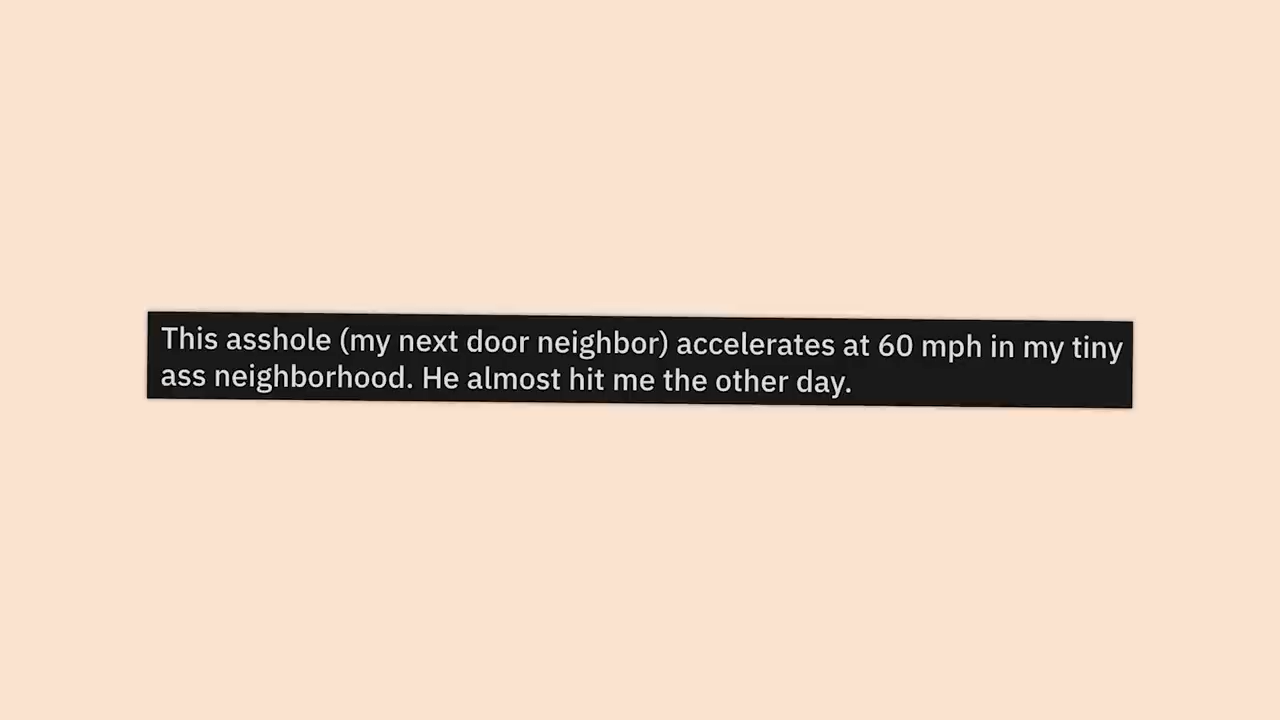 This asshole (my next door neighbor) accelerates at 60 mph in my tiny
ass neighborhood. He almost hit me the other day.